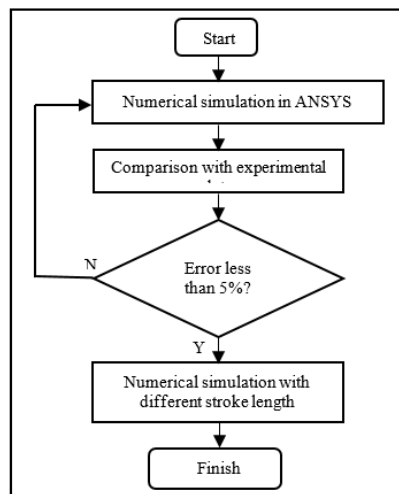 Start
Numerical simulation in ANSYS
Comparison with experimental
Error less
than 5%?
N
Y
Numerical simulation with
different stroke length
Finish